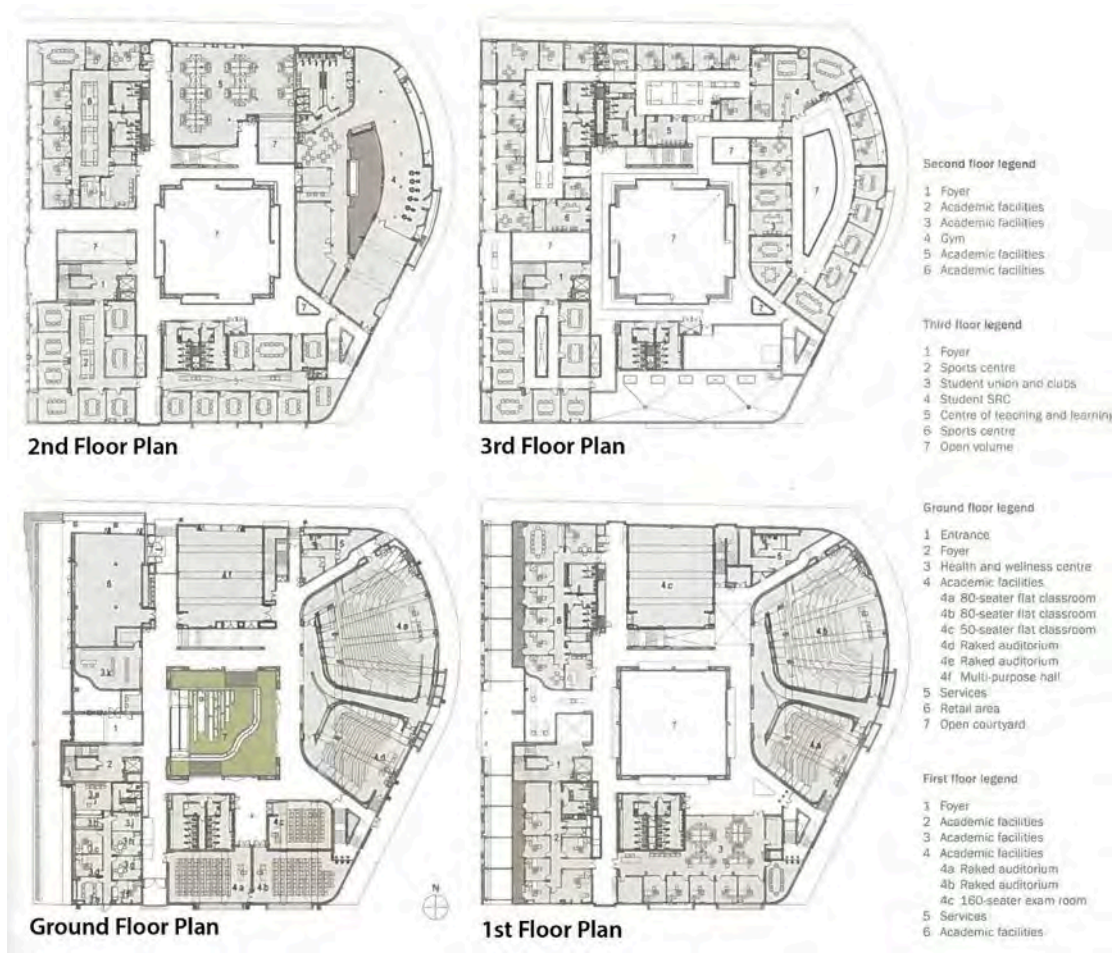 2nd Floor Plan
3rd Floor Plan
Ground Floor Plan
1st Floor Plan
N
Second floor legend
1 Foyer
2 Academic facilities
3 Academic facilities
4 Gym
5 Academic facilities
6 Academic facilities
Third floor legend
1 Foyer
2 Sports centre
3 Student union and clubs
4 Student SRC
5 Centre of teaching and learning
6 Sports centre
7 Open volume
Ground floor legend
1 Entrance
2 Foyer
3 Health and wellness centre
4 Academic facilities
4a 80-seater flat classroom
4b 80-seater flat classroom
4c 50-seater flat classroom
4d Raked auditorium
4e Raked auditorium
4f Multi-purpose hall
5 Services
6 Retail area
7 Open courtyard
First floor legend
1 Foyer
2 Academic facilities
3 Academic facilities
4 Academic facilities
4a Raked auditorium
4b Raked auditorium
4c 160-seater exam room
5 Services
6 Academic facilities